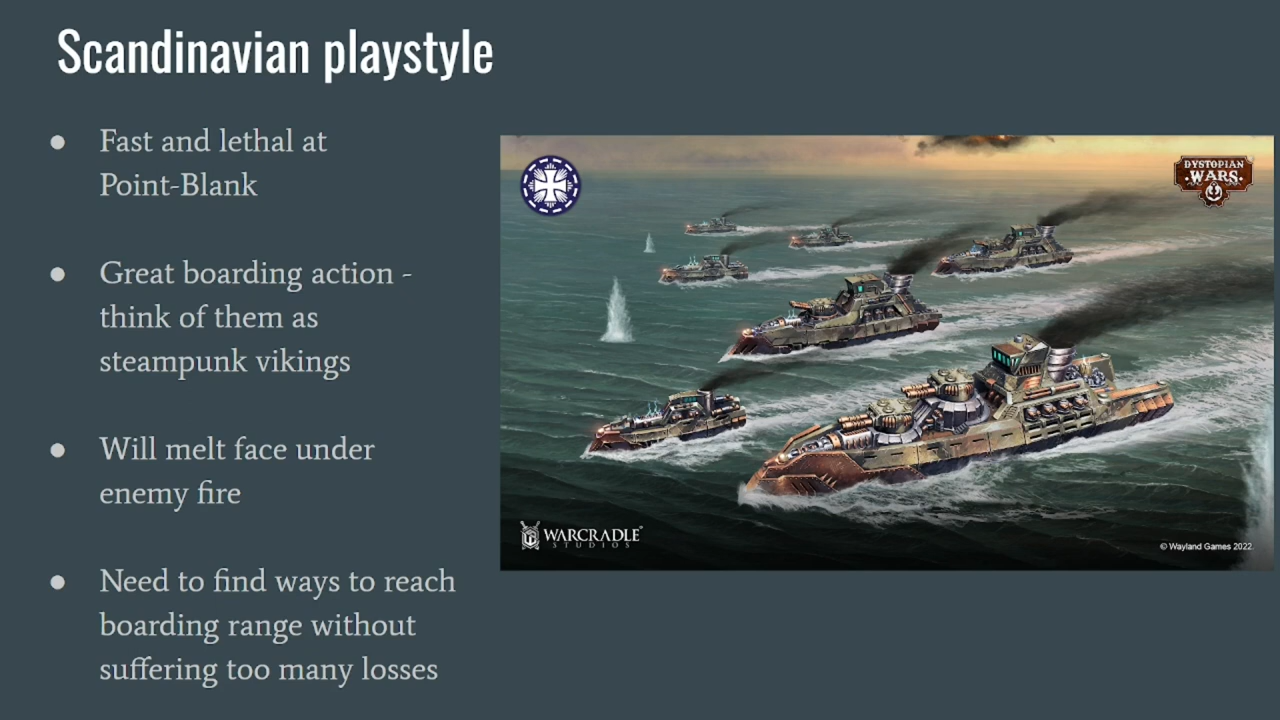 Scandinavian playstyle
● Fast and lethal at
Point-Blank
● Great boarding action -
think of them as
steampunk vikings
● Will melt face under
enemy fire
● Need to find ways to reach
boarding range without
suffering too many losses
DYSTOPIAN
WARS
WARCRADLE
STUDIOS
© Wayland Games 2022.